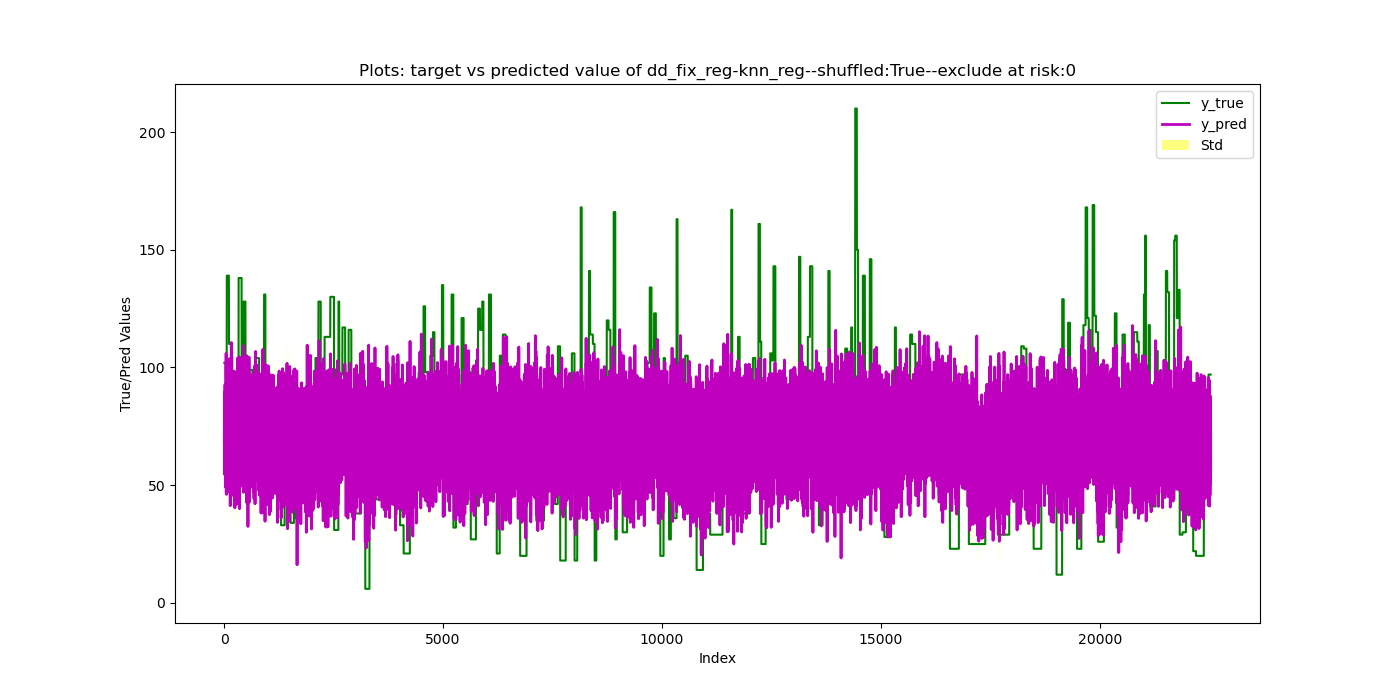 Plots: target vs predicted value of dd_fix_reg-knn_reg--shuffled:True--exclude at risk:0
y_true
y_pred
Std
True/Pred Values
200
150
100
50
0
0 5000 10000 15000 20000
Index